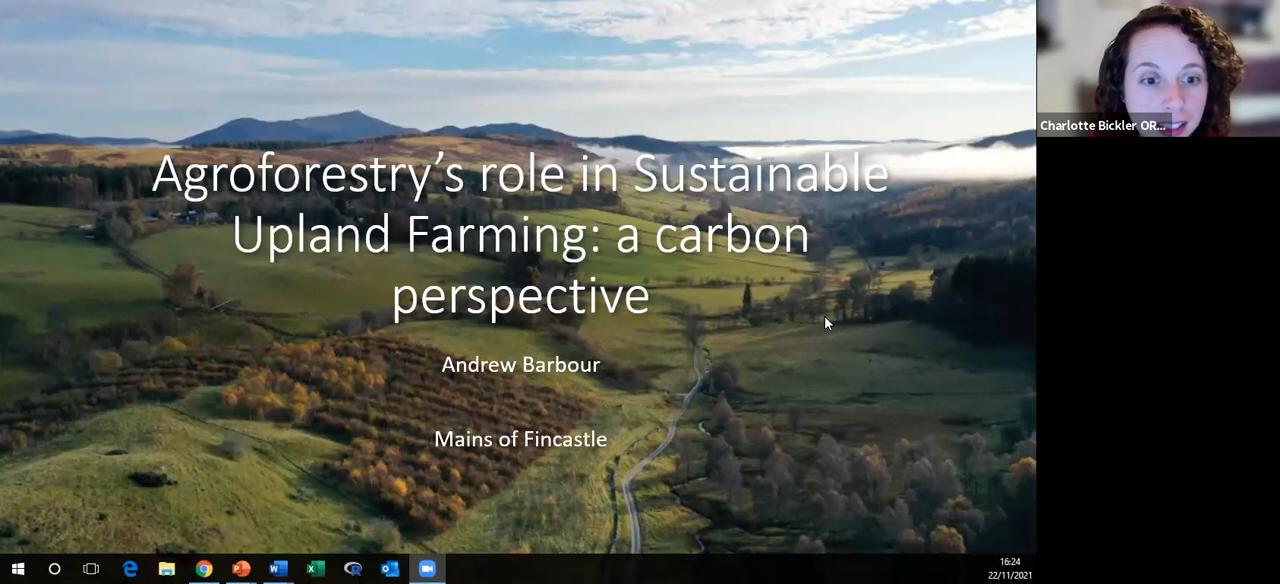 Agroforestry’s role in Sustainable
Upland Farming: a carbon
perspective
Andrew Barbour
Mains of Fincastle
Charlotte Bickler OR...
16:24
22/11/2021